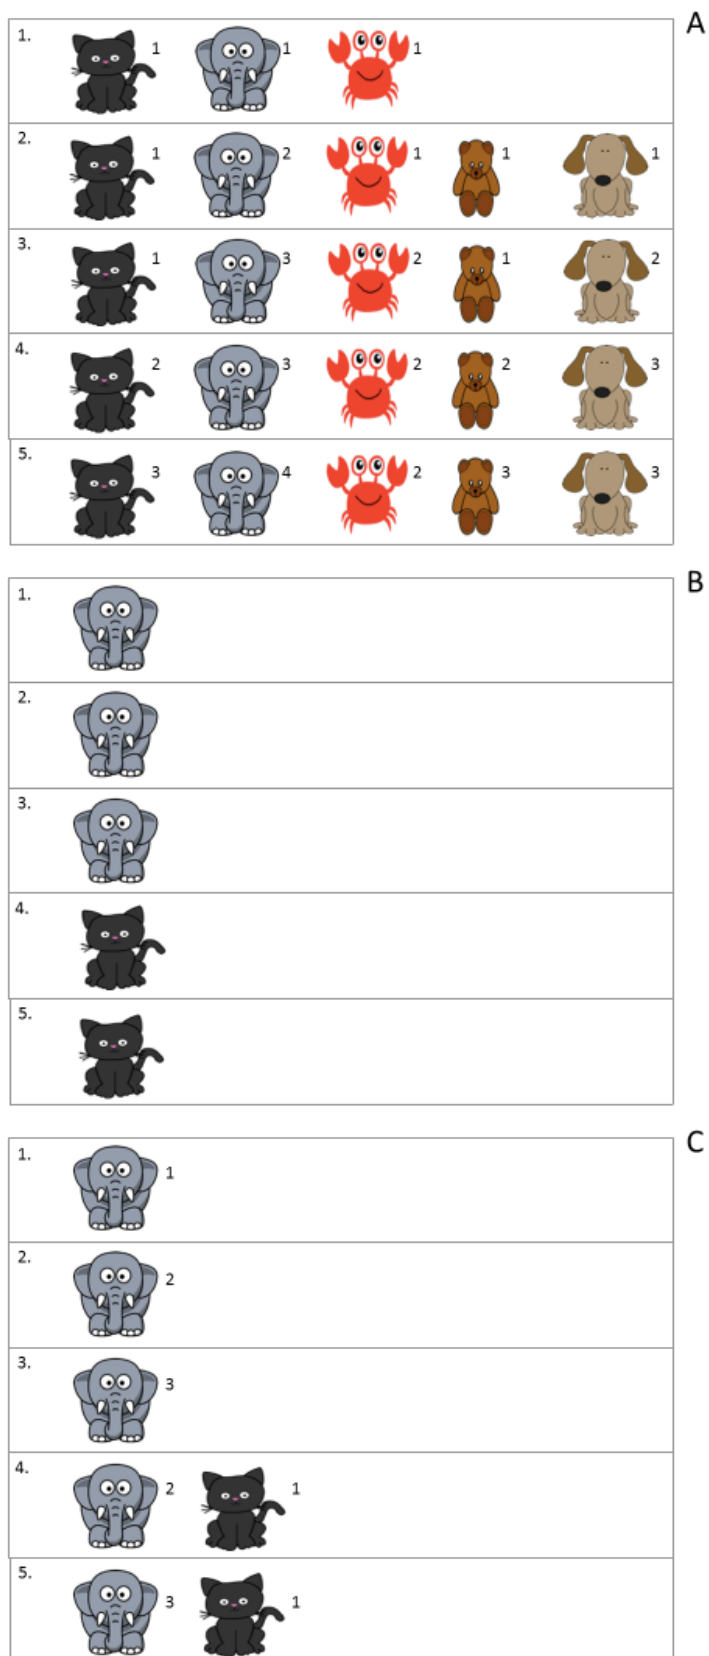 A
1. 1 1 1
2. 1 2 1 1 1
3. 1 3 2 1 2
4. 2 3 2 2 3
5. 3 4 2 3 3
B
1.
2.
3.
4.
5.
C
1. 1
2. 2
3. 3
4. 2 1
5. 3 1